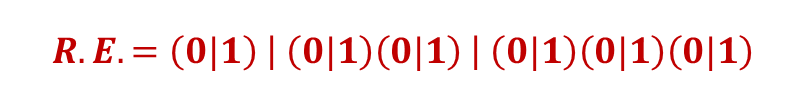 R. E. = (0|1) | (0|1)(0|1) | (0|1)(0|1)(0|1)